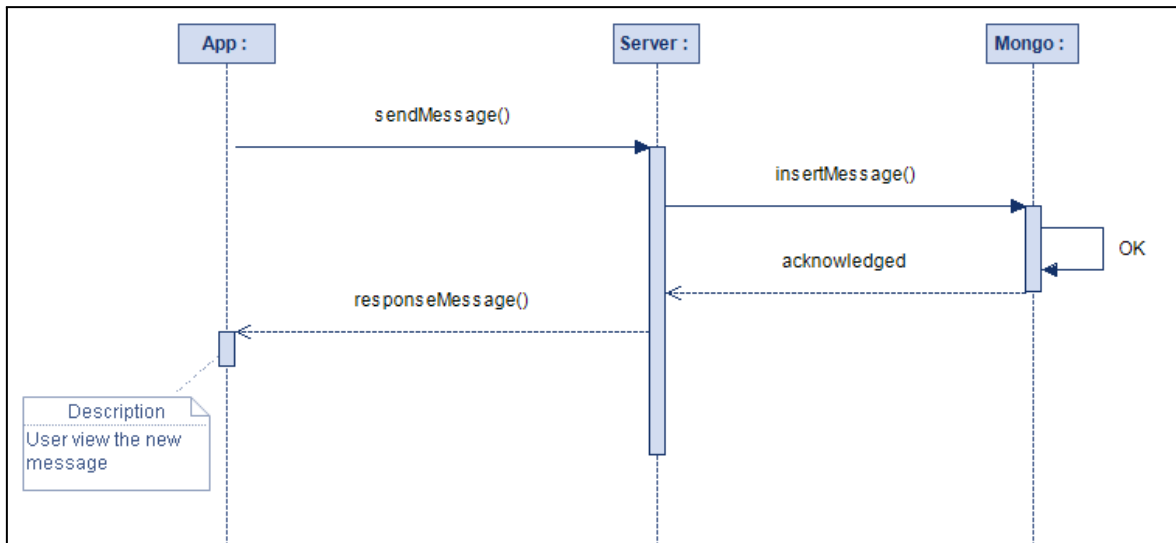 App :
Server :
Mongo :
sendMessage()
insertMessage()
OK
acknowledged
responseMessage()
Description
User view the new
message